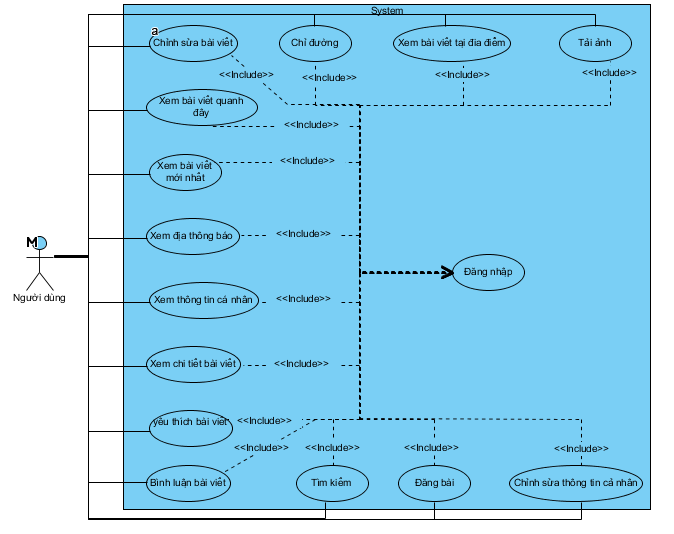 System
a
Chỉnh sửa bài viết
Chỉ đường
Xem bài viết tại đia điểm
Tải ảnh
<<Include>>
<<Include>>
<<Include>>
<<Include>>
Xem bài viết quanh
đây
<<Include>>
Xem bài viết
mới nhất
<<Include>>
M
Người dùng
Xem địa thông báo
<<Include>>
Đăng nhập
Xem thông tin cá nhân
<<Include>>
Xem chi tiết bài viết
<<Include>>
yêu thích bài viết
<<Include>>
<<Include>>
<<Include>>
<<Include>>
<<Include>>
Bình luận bài viết
Tìm kiếm
Đăng bài
Chỉnh sửa thông tin cá nhân